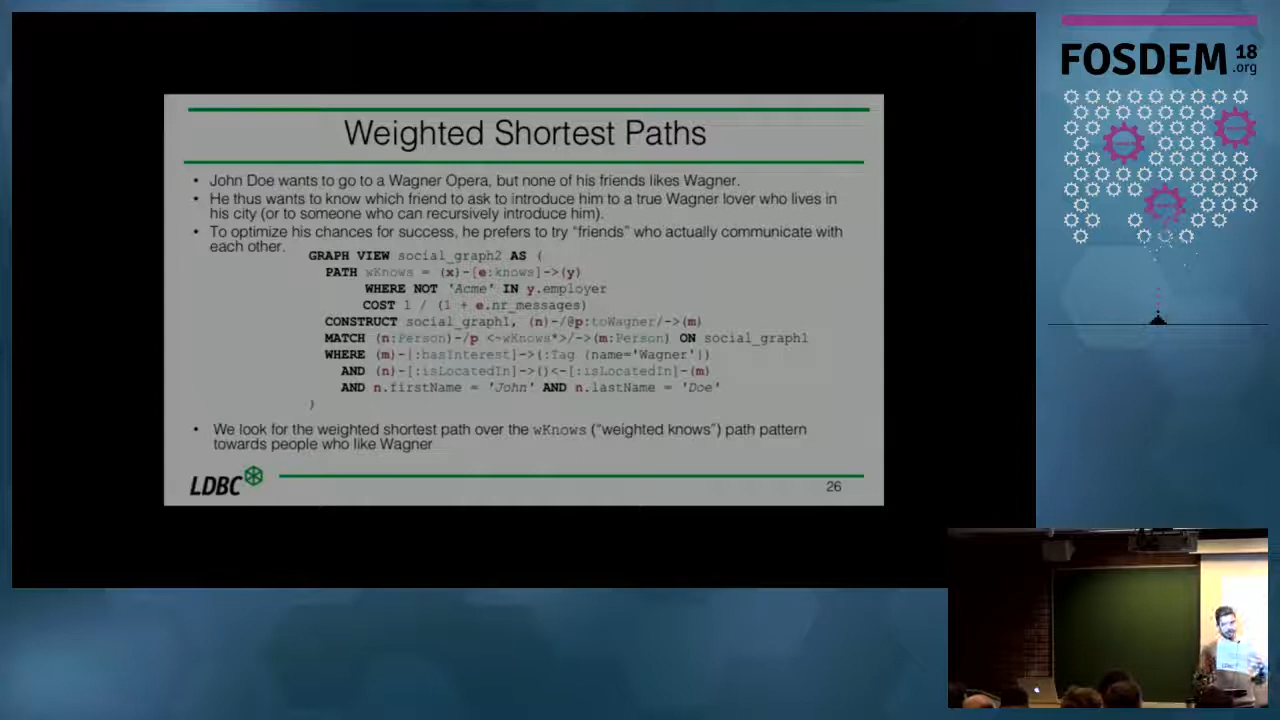 FOSDEM 18
.org
Weighted Shortest Paths
• John Doe wants to go to a Wagner Opera, but none of his friends likes Wagner.
• He thus wants to know which friend to ask to introduce him to a true Wagner lover who lives in
his city (or to someone who can recursively introduce him).
• To optimize his chances for success, he prefers to try “friends” who actually communicate with
each other.
GRAPH VIEW social_graph2 AS (
PATH wKnows = (x)-[e:knows]->(y)
WHERE NOT 'Acme' IN y.employer
COST 1 / (1 + e.nr_messages)
CONSTRUCT social_graph1, (n)-/@p:toWagner/->(m)
MATCH (n:Person)-/p <~wKnows*>/->(m:Person) ON social_graph1
WHERE (m)-[:hasInterest]->(:Tag {name='Wagner'})
AND (n)-[:isLocatedIn]->()<-[:isLocatedIn]-(m)
AND n.firstName = 'John' AND n.lastName = 'Doe'
)
• We look for the weighted shortest path over the wKnows (“weighted knows”) path pattern
towards people who like Wagner
LDBC
26